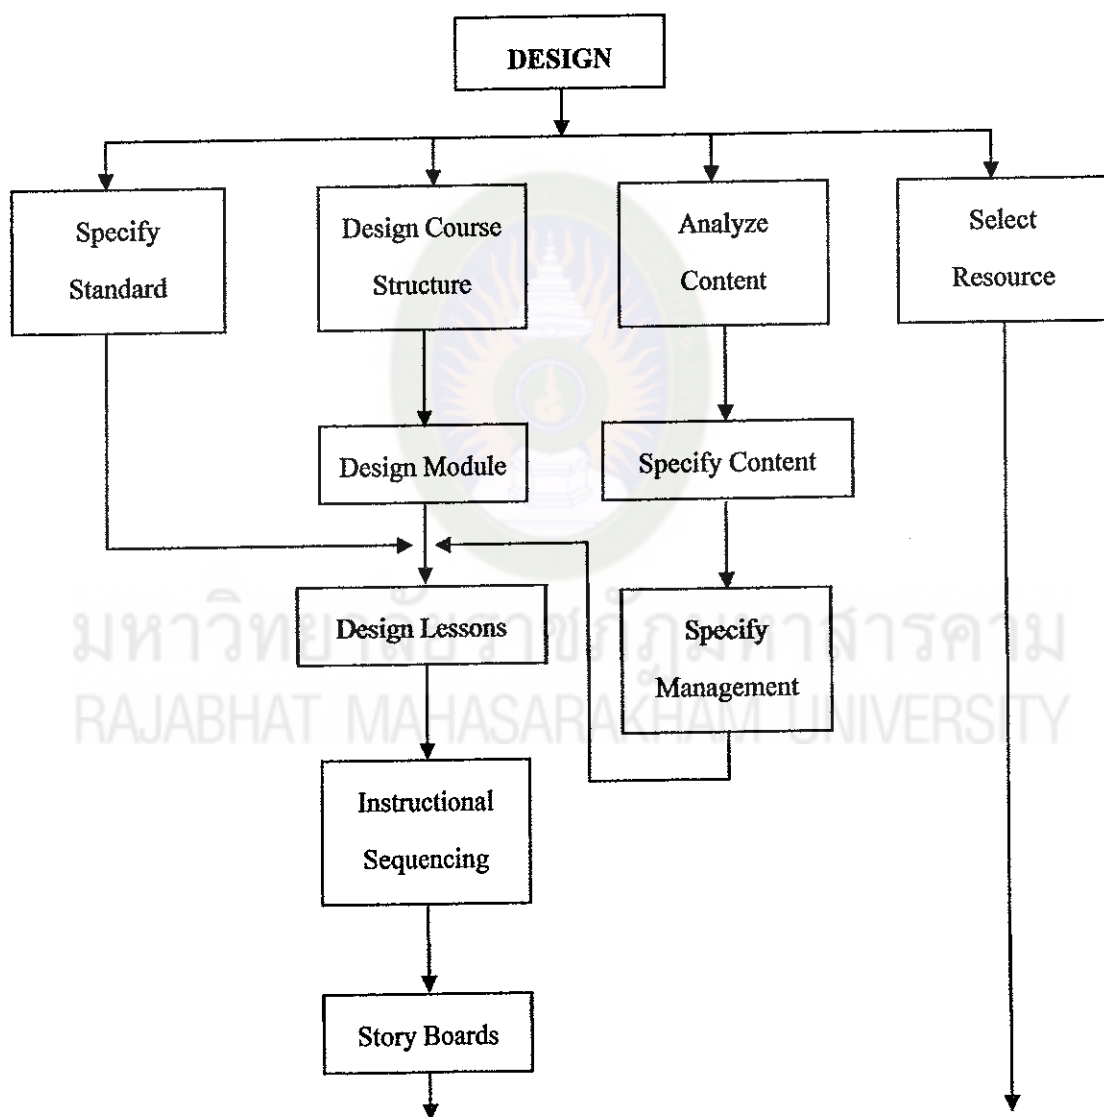 DESIGN
Specify
Standard
Design Course
Structure
Analyze
Content
Select
Resource
Design Module
Specify Content
Design Lessons
Specify
Management
มหาวิทยาลัยราชภัฏมหาสารคาม
RAJABHAT MAHASARAKHAM UNIVERSITY
Instructional
Sequencing
Story Boards